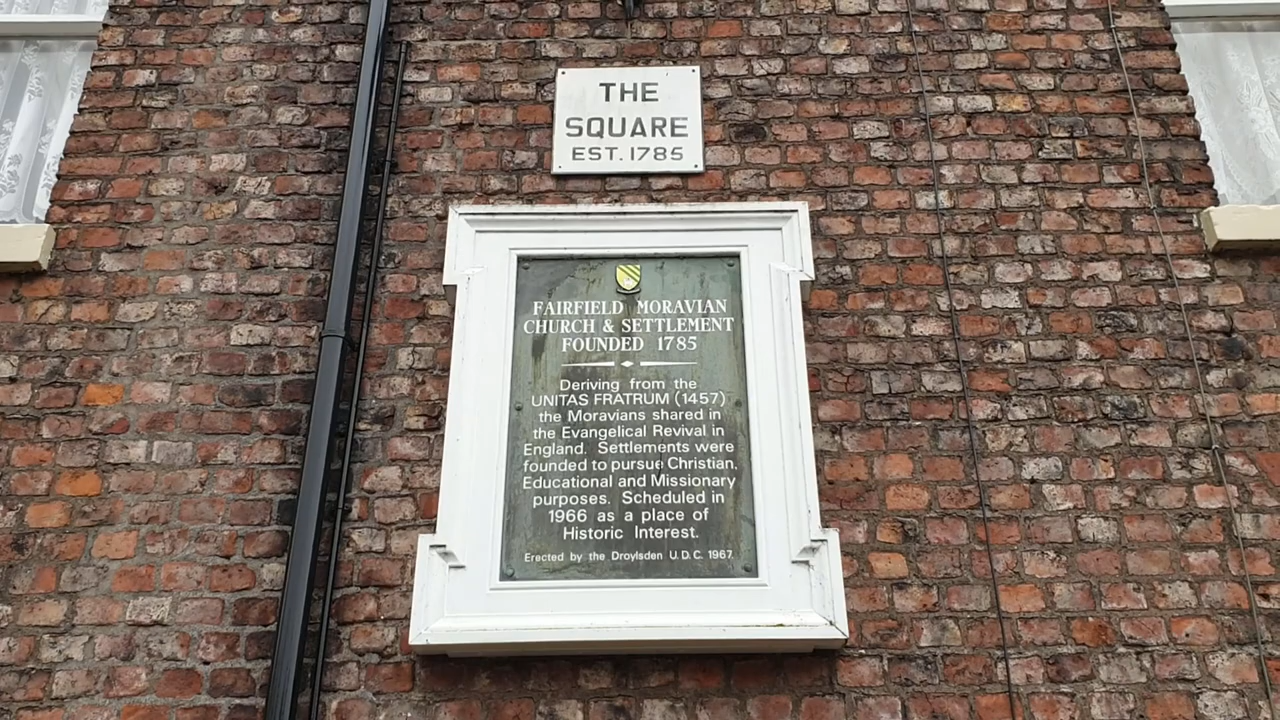 THE
SQUARE
EST. 1785
FAIRFIELD MORAVIAN
CHURCH & SETTLEMENT
FOUNDED 1785
Deriving from the
UNITAS FRATRUM (1457)
the Moravians shared in
the Evangelical Revival in
England. Settlements were
founded to pursue Christian,
Educational and Missionary
purposes. Scheduled in
1966 as a place of
Historic Interest.
Erected by the Droylsden U.D.C. 1967.